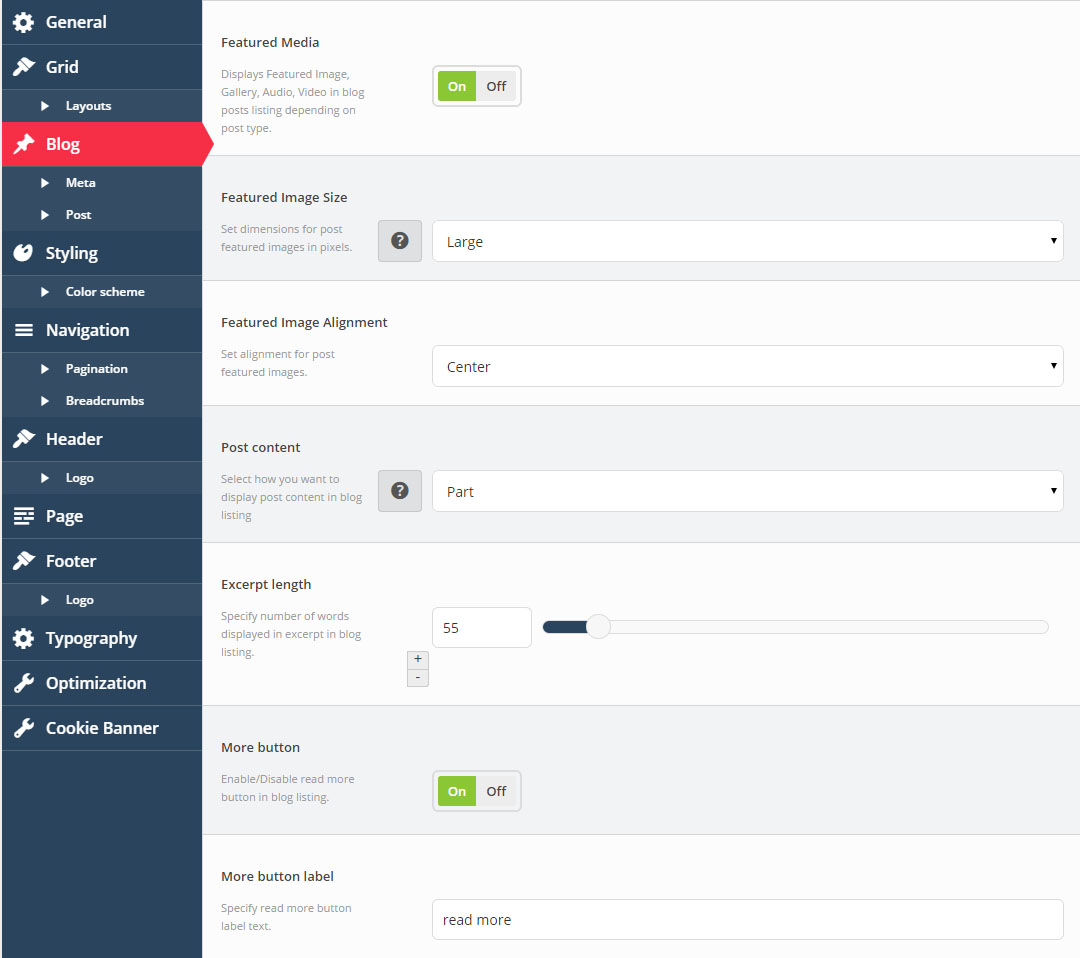 General
Grid
Layouts
Blog
Meta
Post
Styling
Color scheme
Navigation
Pagination
Breadcrumbs
Header
Logo
Page
Footer
Logo
Typography
Optimization
Cookie Banner
Featured Media
Displays Featured Image,
Gallery, Audio, Video in blog
posts listing depending on
post type.
On Off
Featured Image Size
Set dimensions for post
featured images in pixels.
?
Large
Featured Image Alignment
Set alignment for post
featured images.
Center
Post content
Select how you want to
display post content in blog
listing
?
Part
Excerpt length
Specify number of words
displayed in excerpt in blog
listing.
55
+
-
More button
Enable/Disable read more
button in blog listing.
On Off
More button label
Specify read more button
label text.
read more